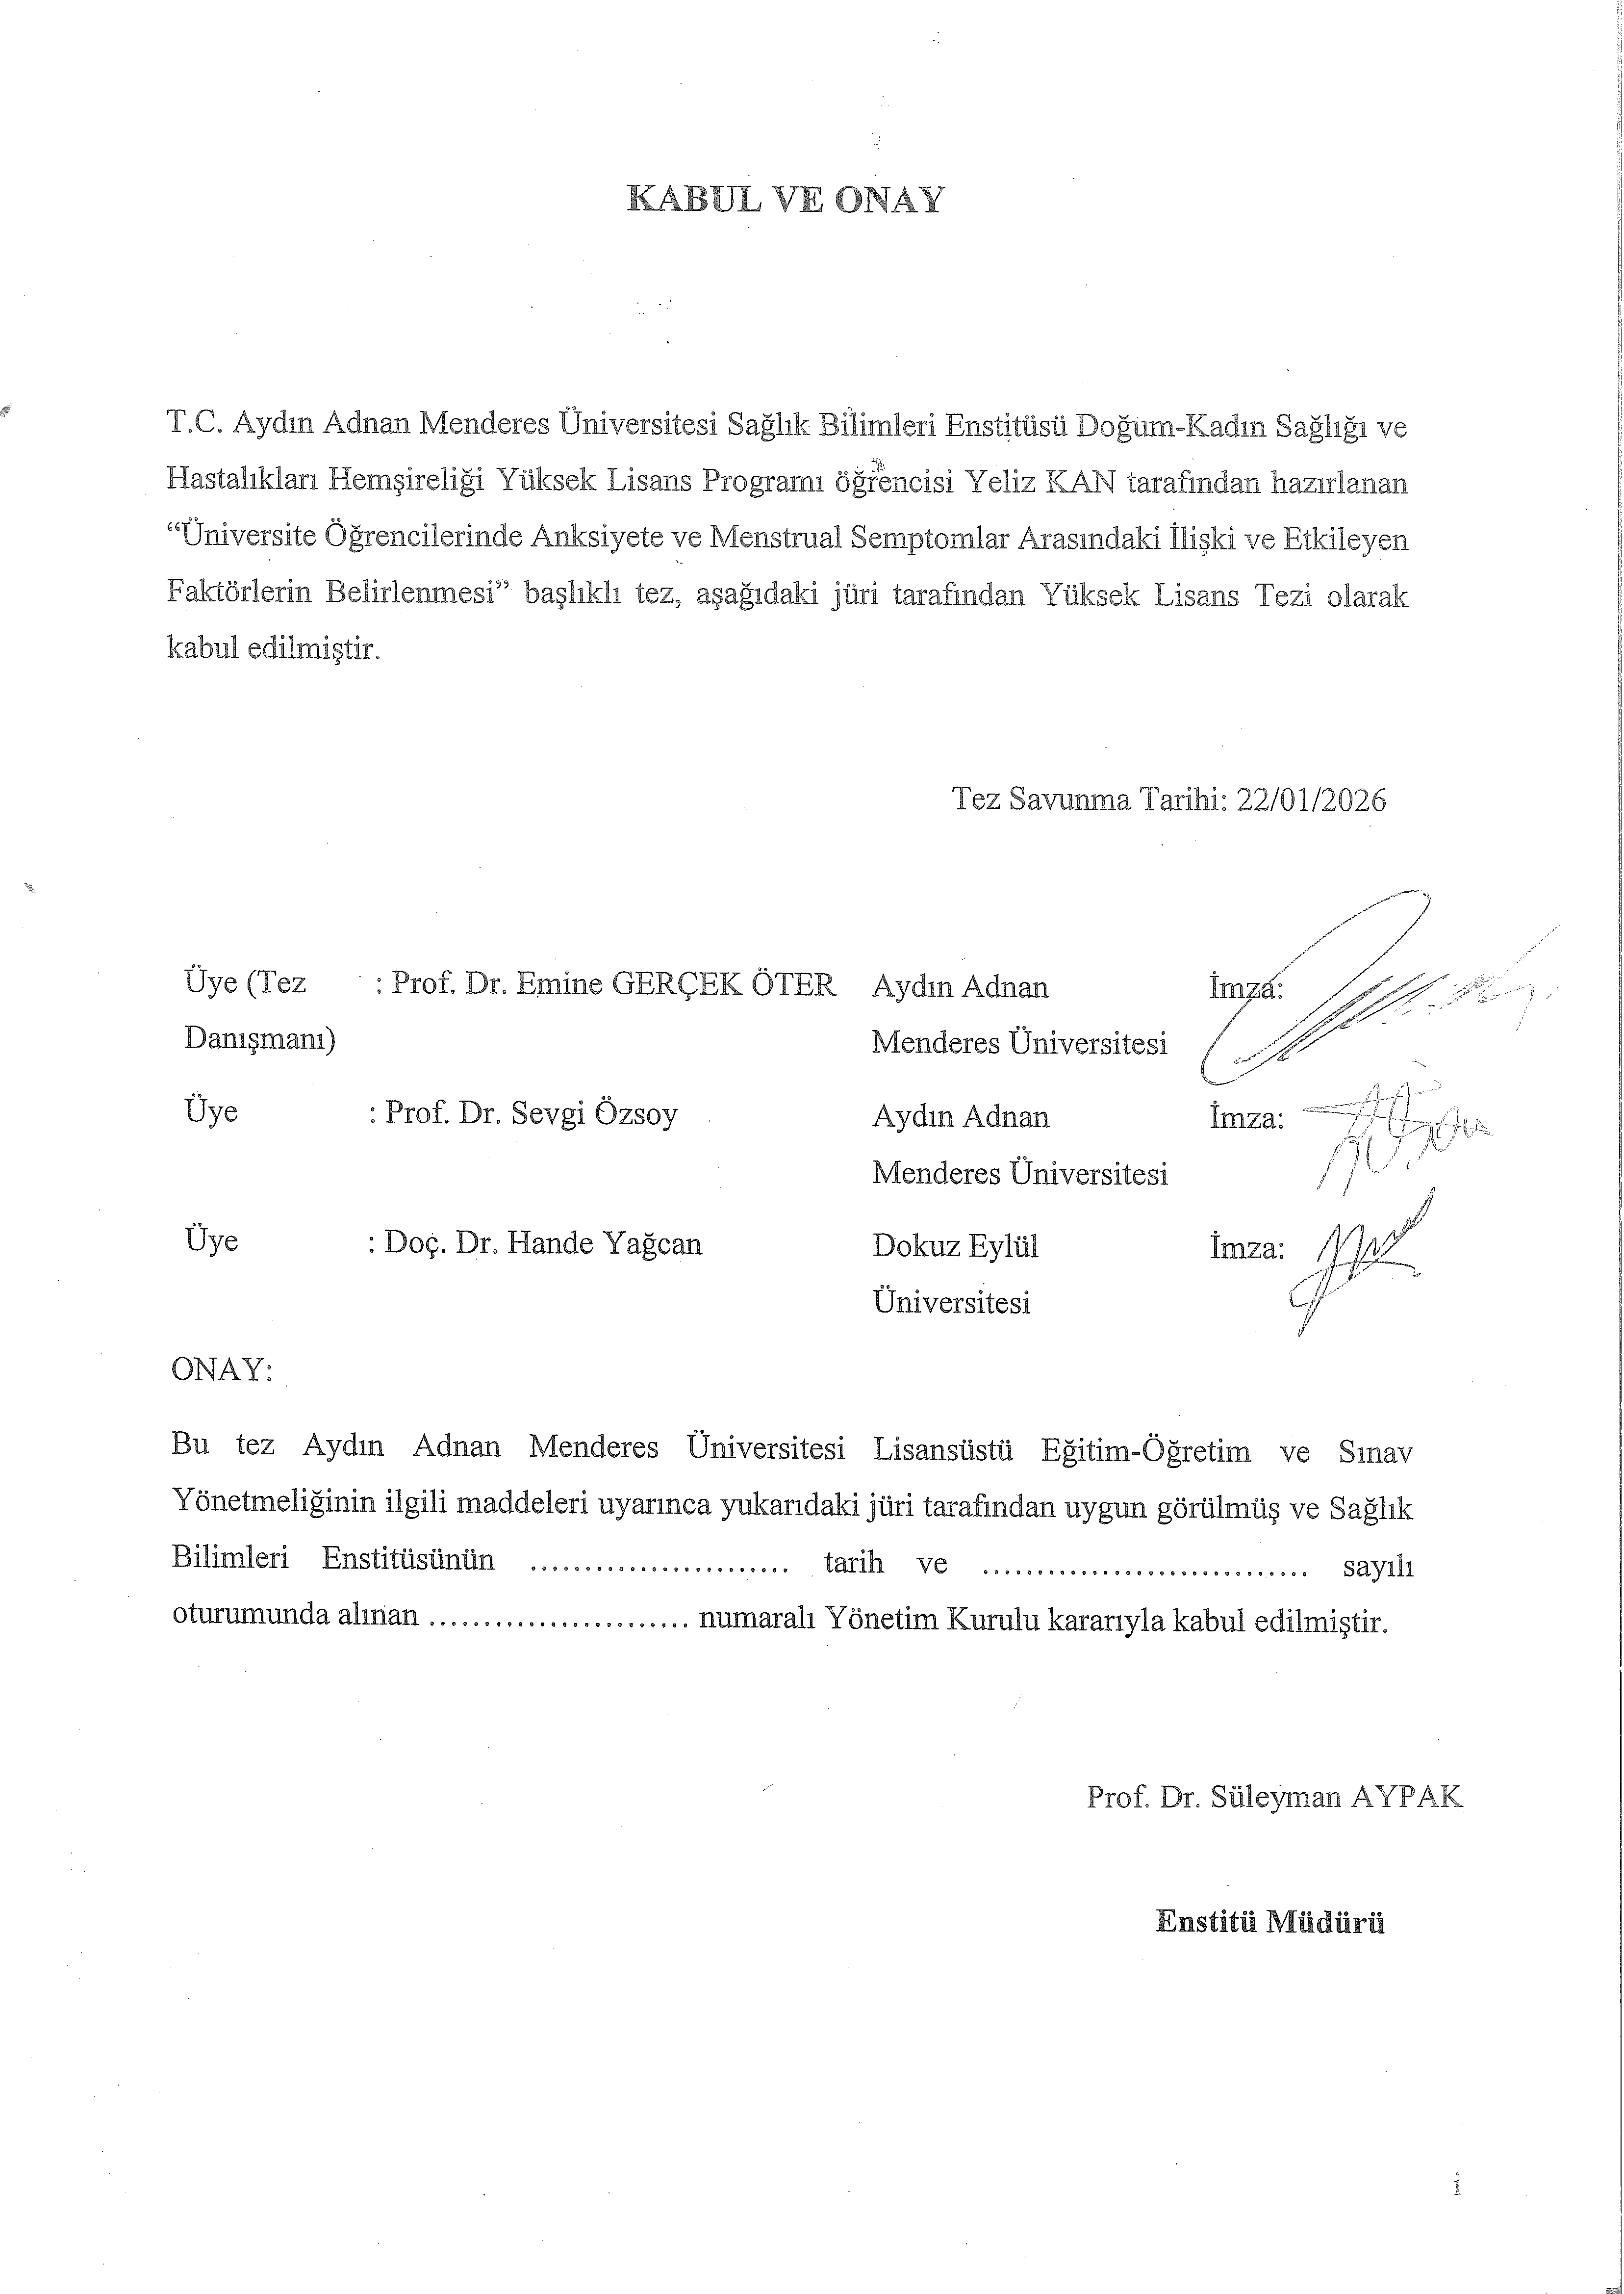 KABUL VE ONAY
T.C. Aydın Adnan Menderes Üniversitesi Sağlık Bilimleri Enstitüsü Doğum-Kadın Sağlığı ve
Hastalıkları Hemşireliği Yüksek Lisans Programı öğrencisi Yeliz KAN tarafından hazırlanan
“Üniversite Öğrencilerinde Anksiyete ve Menstrual Semptomlar Arasındaki İlişki ve Etkileyen
Faktörlerin Belirlenmesi” başlıklı tez, aşağıdaki jüri tarafından Yüksek Lisans Tezi olarak
kabul edilmiştir.
Tez Savunma Tarihi: 22/01/2026
Üye (Tez : Prof. Dr. Emine GERÇEK ÖTER Aydın Adnan İmza:
Danışmanı) Menderes Üniversitesi
Üye : Prof. Dr. Sevgi Özsoy Aydın Adnan İmza:
Menderes Üniversitesi
Üye : Doç. Dr. Hande Yağcan Dokuz Eylül İmza:
Üniversitesi
ONAY:
Bu tez Aydın Adnan Menderes Üniversitesi Lisansüstü Eğitim-Öğretim ve Sınav
Yönetmeliğinin ilgili maddeleri uyarınca yukarıdaki jüri tarafından uygun görülmüş ve Sağlık
Bilimleri Enstitüsünün ........................ tarih ve .............................. sayılı
oturumunda alınan ........................ numaralı Yönetim Kurulu kararıyla kabul edilmiştir.
Prof. Dr. Süleyman AYPAK
Enstitü Müdürü
i